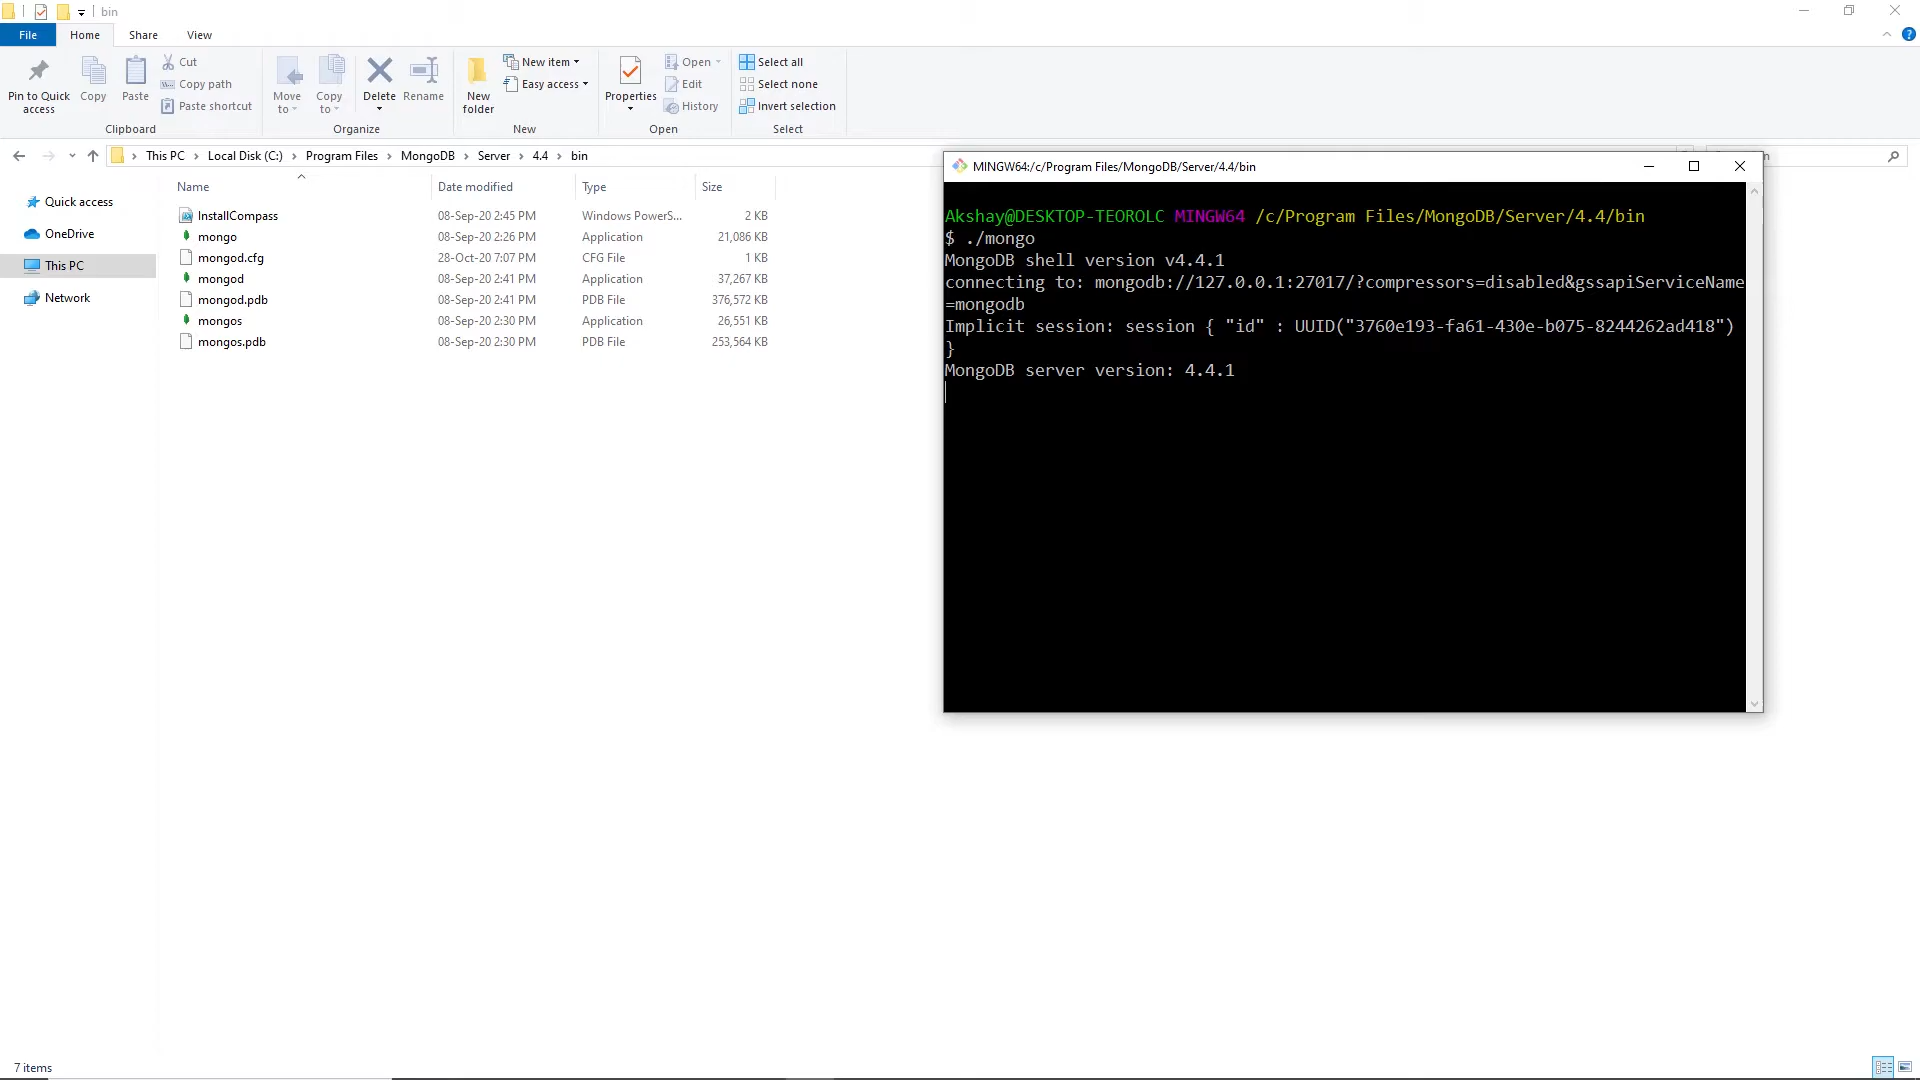 bin
File Home Share View
Pin to Quick access
Copy
Paste
Cut
Copy path
Paste shortcut
Clipboard
Move to
Copy to
Delete
Rename
Organize
New folder
New item
Easy access
New
Properties
Open
Edit
History
Open
Select all
Select none
Invert selection
Select
This PC > Local Disk (C:) > Program Files > MongoDB > Server > 4.4 > bin
Quick access
OneDrive
This PC
Network
Name Date modified Type Size
InstallCompass 08-Sep-20 2:45 PM Windows PowerS... 2 KB
mongo 08-Sep-20 2:26 PM Application 21,086 KB
mongod.cfg 28-Oct-20 7:07 PM CFG File 1 KB
mongod 08-Sep-20 2:41 PM Application 37,267 KB
mongod.pdb 08-Sep-20 2:41 PM PDB File 376,572 KB
mongos 08-Sep-20 2:30 PM Application 26,551 KB
mongos.pdb 08-Sep-20 2:30 PM PDB File 253,564 KB
MINGW64:/c/Program Files/MongoDB/Server/4.4/bin
Akshay@DESKTOP-TEOROLC MINGW64 /c/Program Files/MongoDB/Server/4.4/bin
$ ./mongo
MongoDB shell version v4.4.1
connecting to: mongodb://127.0.0.1:27017/?compressors=disabled&gssapiServiceName
=mongodb
Implicit session: session { "id" : UUID("3760e193-fa61-430e-b075-8244262ad418")
}
MongoDB server version: 4.4.1
7 items